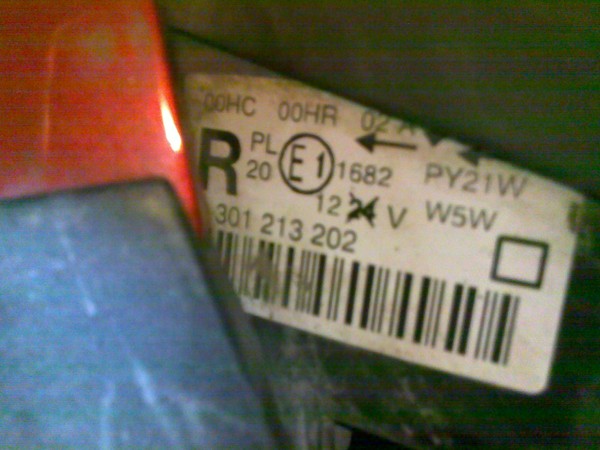 00HC 00HR 02 A
R PL 20 E1 1682 PY21W
12 24 V W5W
301 213 202